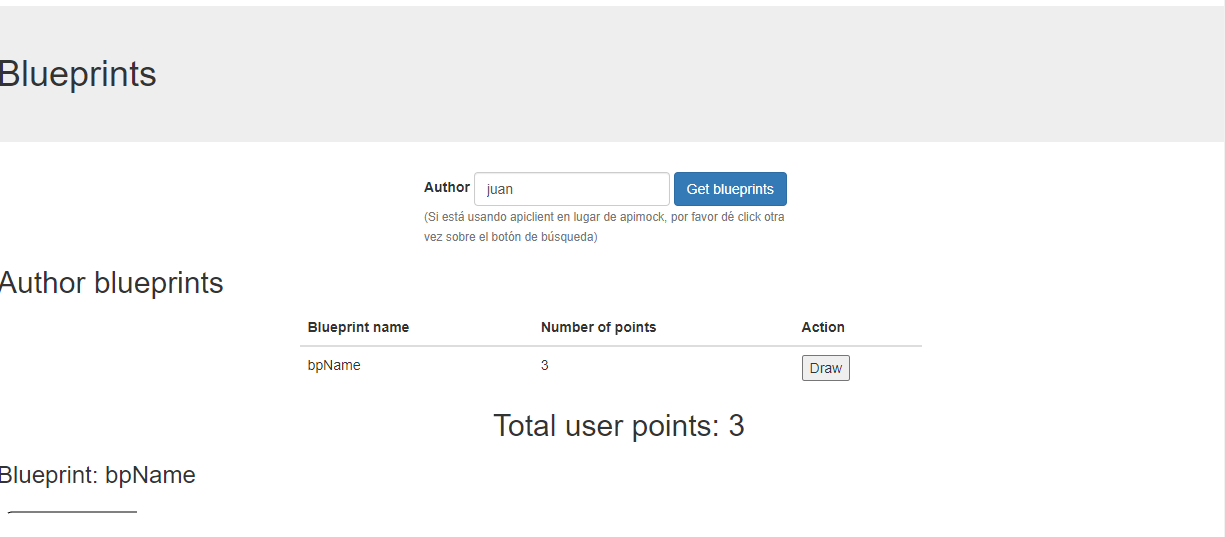 Blueprints
Author juan Get blueprints
(Si está usando apiclient en lugar de apimock, por favor dé click otra
vez sobre el botón de búsqueda)
Author blueprints
Blueprint name Number of points Action
bpName 3 Draw
Total user points: 3
Blueprint: bpName